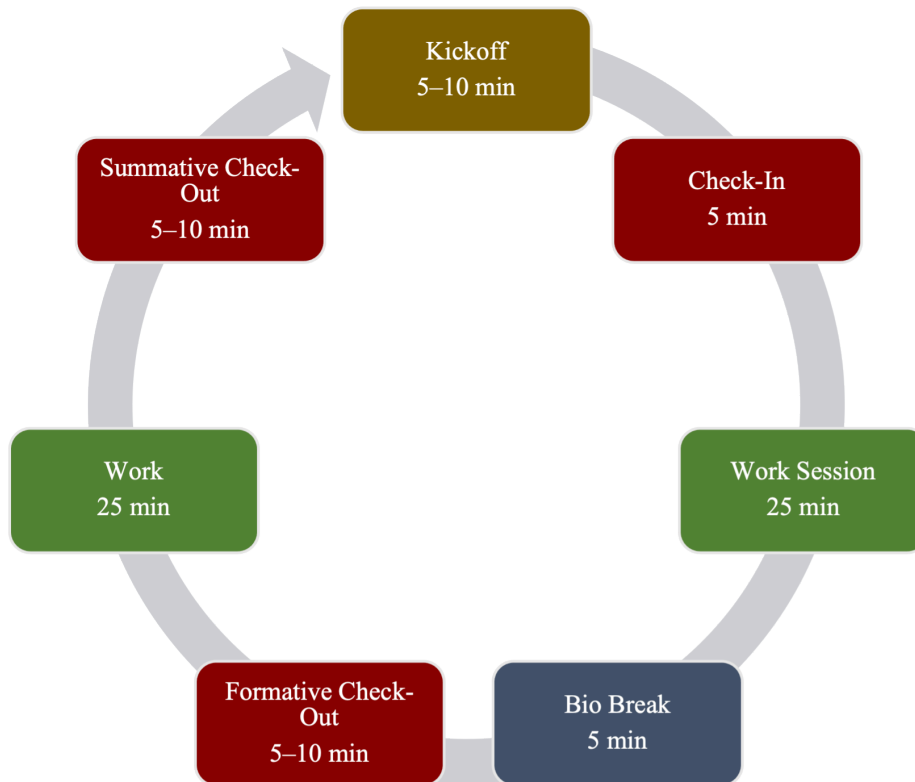 Kickoff
5–10 min
Check-In
5 min
Work Session
25 min
Bio Break
5 min
Formative Check-
Out
5–10 min
Work
25 min
Summative Check-
Out
5–10 min